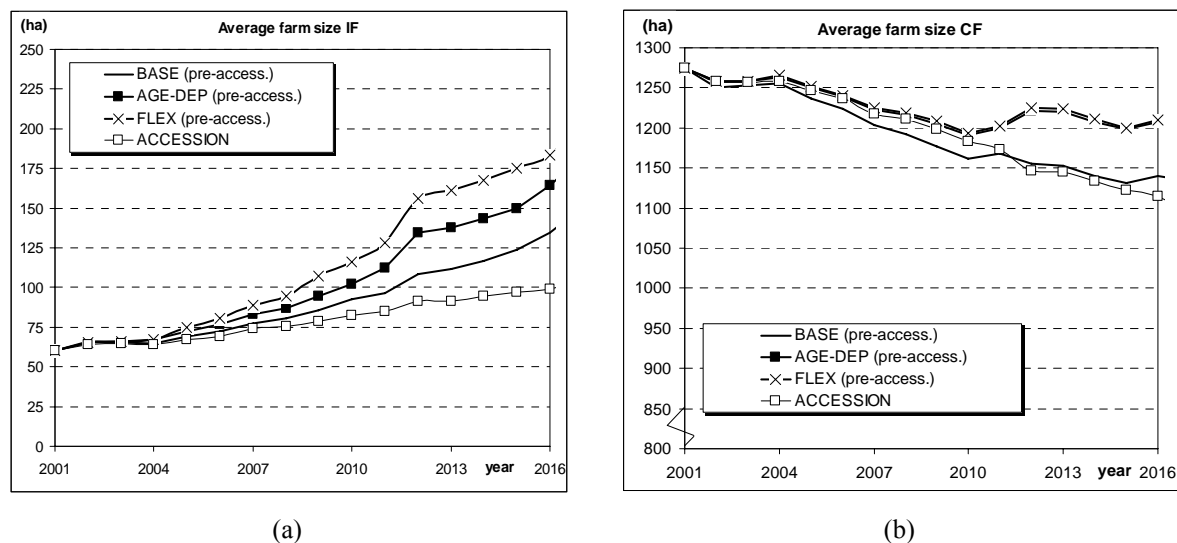 (ha)
Average farm size IF
250
225
200
175
150
125
100
75
50
25
0
BASE (pre-access.)
AGE-DEP (pre-access.)
FLEX (pre-access.)
ACCESSION
2001 2004 2007 2010 2013 year 2016
(a)
(ha)
Average farm size CF
1300
1250
1200
1150
1100
1050
1000
950
900
850
800
BASE (pre-access.)
AGE-DEP (pre-access.)
FLEX (pre-access.)
ACCESSION
2001 2004 2007 2010 2013 year 2016
(b)